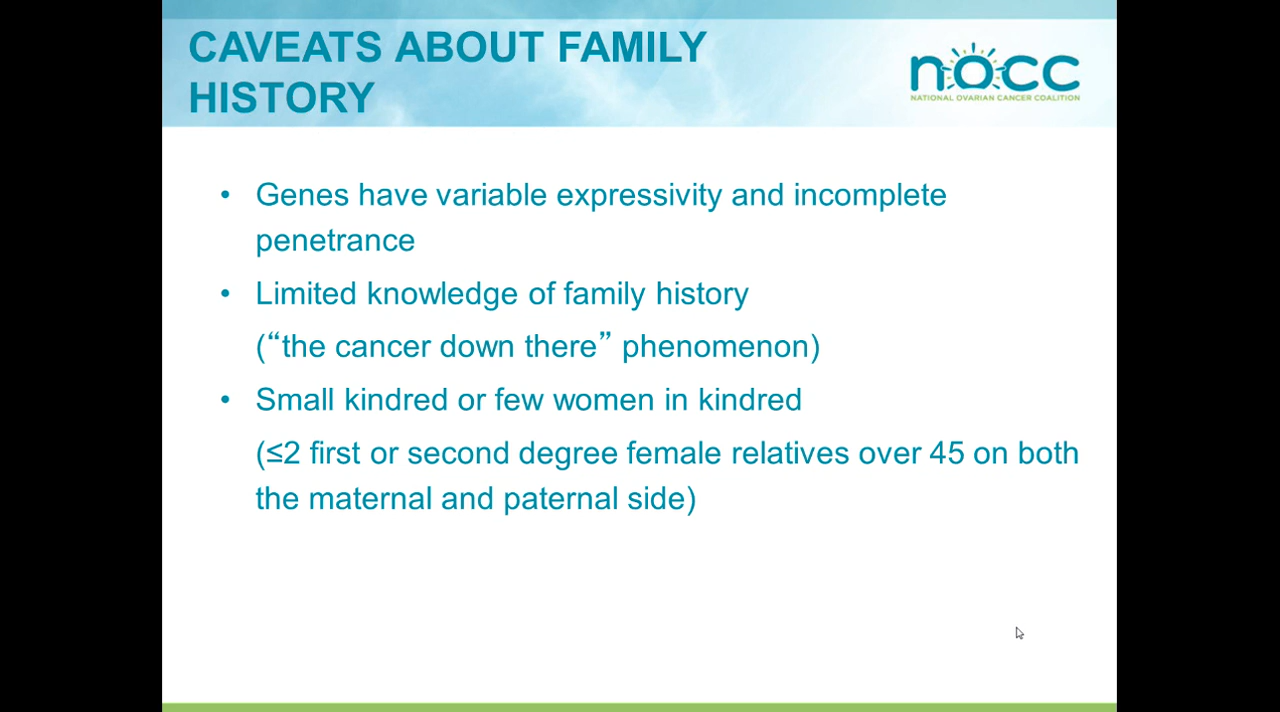 CAVEATS ABOUT FAMILY
HISTORY
nocc
NATIONAL OVARIAN CANCER COALITION
• Genes have variable expressivity and incomplete
penetrance
• Limited knowledge of family history
(“the cancer down there” phenomenon)
• Small kindred or few women in kindred
(≤2 first or second degree female relatives over 45 on both
the maternal and paternal side)